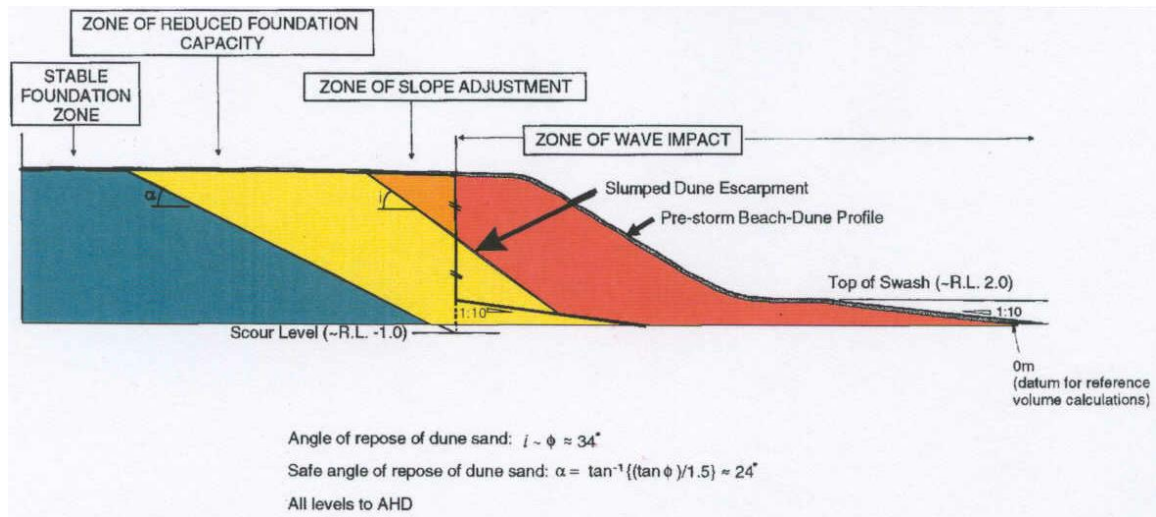 ZONE OF REDUCED FOUNDATION
CAPACITY
STABLE
FOUNDATION
ZONE
ZONE OF SLOPE ADJUSTMENT
ZONE OF WAVE IMPACT
Slumped Dune Escarpment
Pre-storm Beach-Dune Profile
α
i
Top of Swash (~R.L. 2.0)
1:10
1:10
Scour Level (~R.L. -1.0)
0m
(datum for reference
volume calculations)
Angle of repose of dune sand: i ~ ϕ ≈ 34°
Safe angle of repose of dune sand: α = tan⁻¹{(tan ϕ)/1.5} ≈ 24°
All levels to AHD